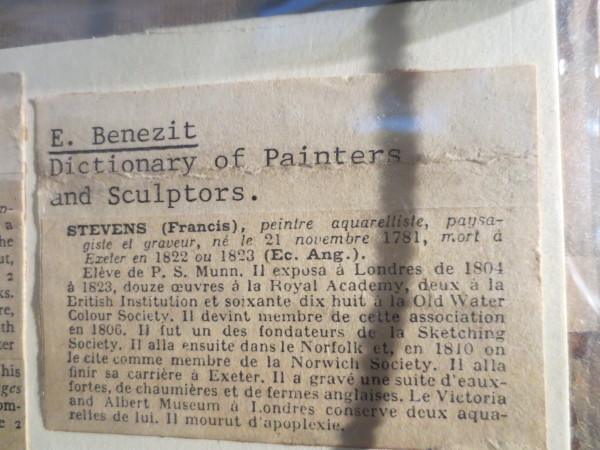 E. Benezit
Dictionary of Painters
and Sculptors.
STEVENS (Francis), peintre aquarelliste, paysa-
giste et graveur, né le 21 novembre 1781, mort à
Exeter en 1822 ou 1823 (Ec. Ang.).
Elève de P. S. Munn. Il exposa à Londres de 1804
à 1823, douze œuvres à la Royal Academy, deux à la
British Institution et soixante dix huit à la Old Water
Colour Society. Il devint membre de cette association
en 1806. Il fut un des fondateurs de la Sketching
Society. Il alla ensuite dans le Norfolk et, en 1810 on
le cite comme membre de la Norwich Society. Il alla
finir sa carrière à Exeter. Il a gravé une suite d'eaux-
fortes, de chaumières et de fermes anglaises. Le Victoria
and Albert Museum à Londres conserve deux aqua-
relles de lui. Il mourut d'apoplexie.